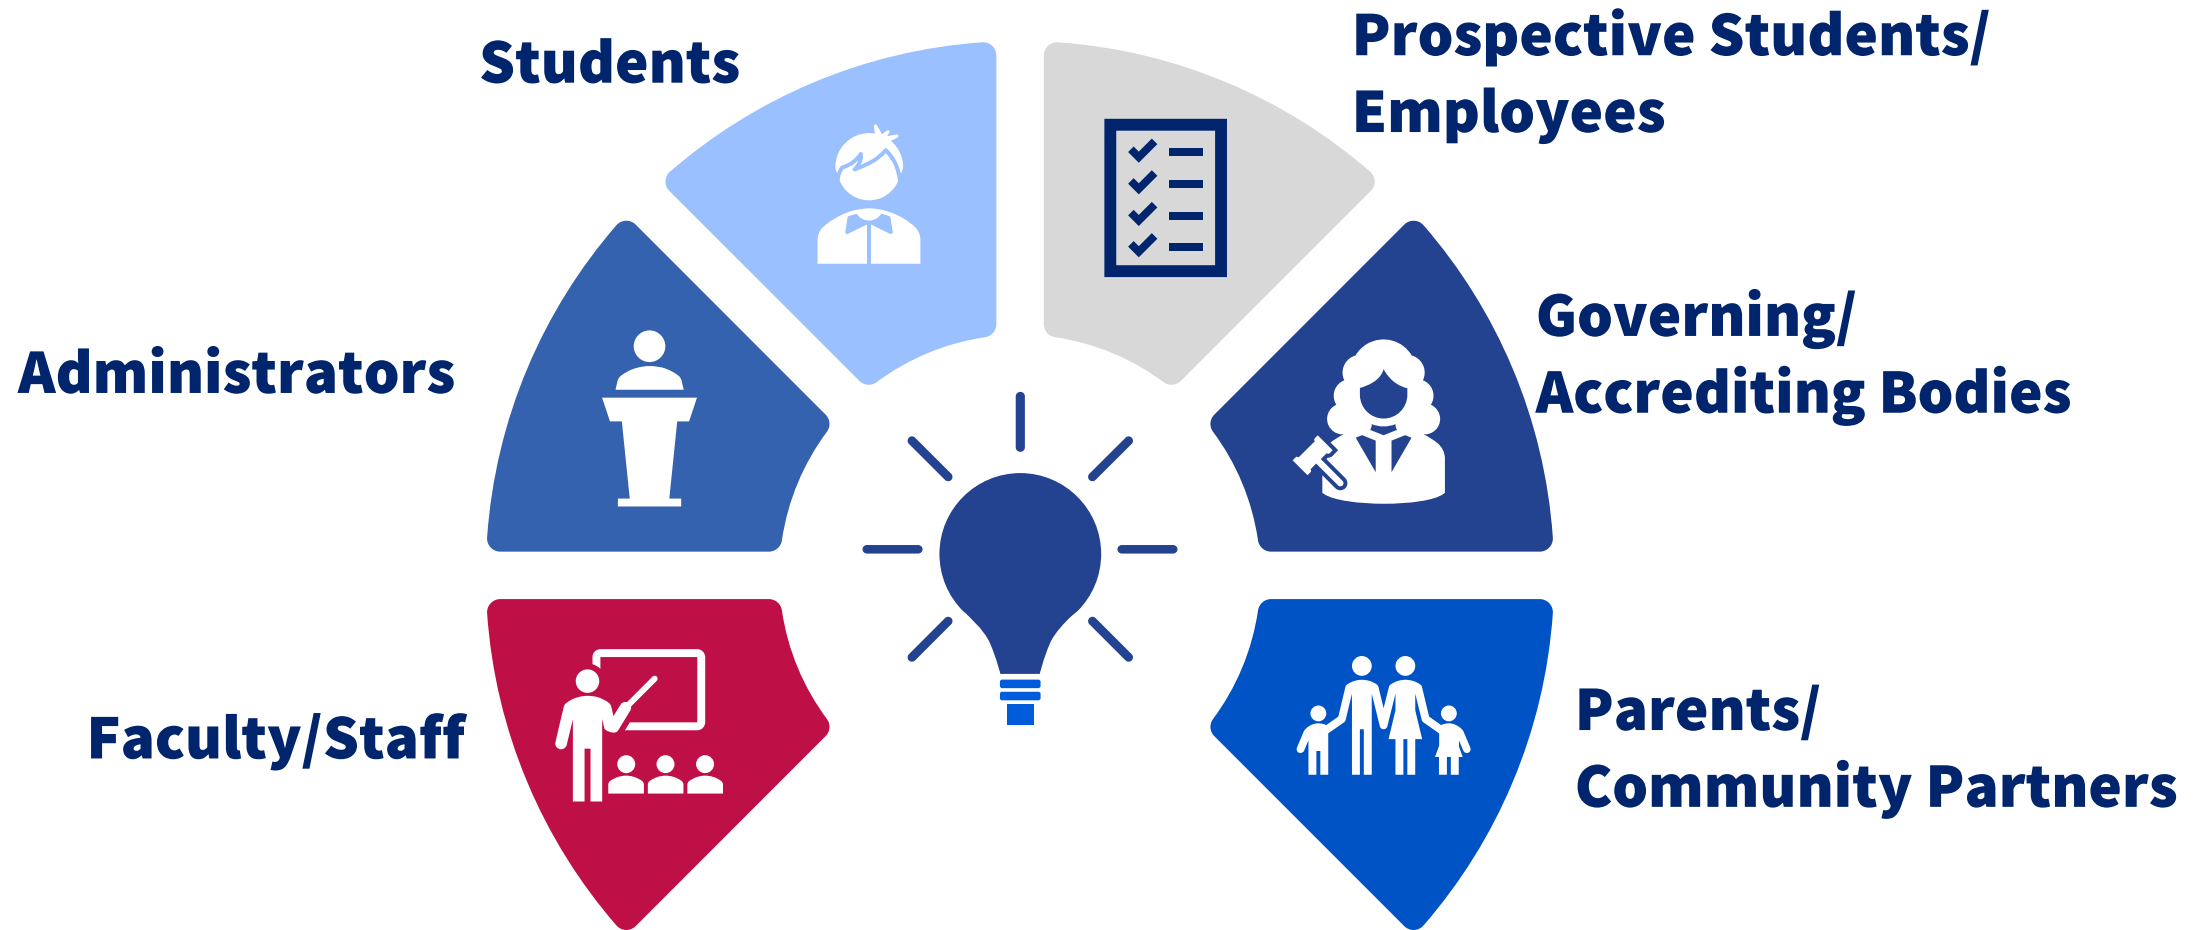 Students
Prospective Students/
Employees
Administrators
Governing/
Accrediting Bodies
Faculty/Staff
Parents/
Community Partners